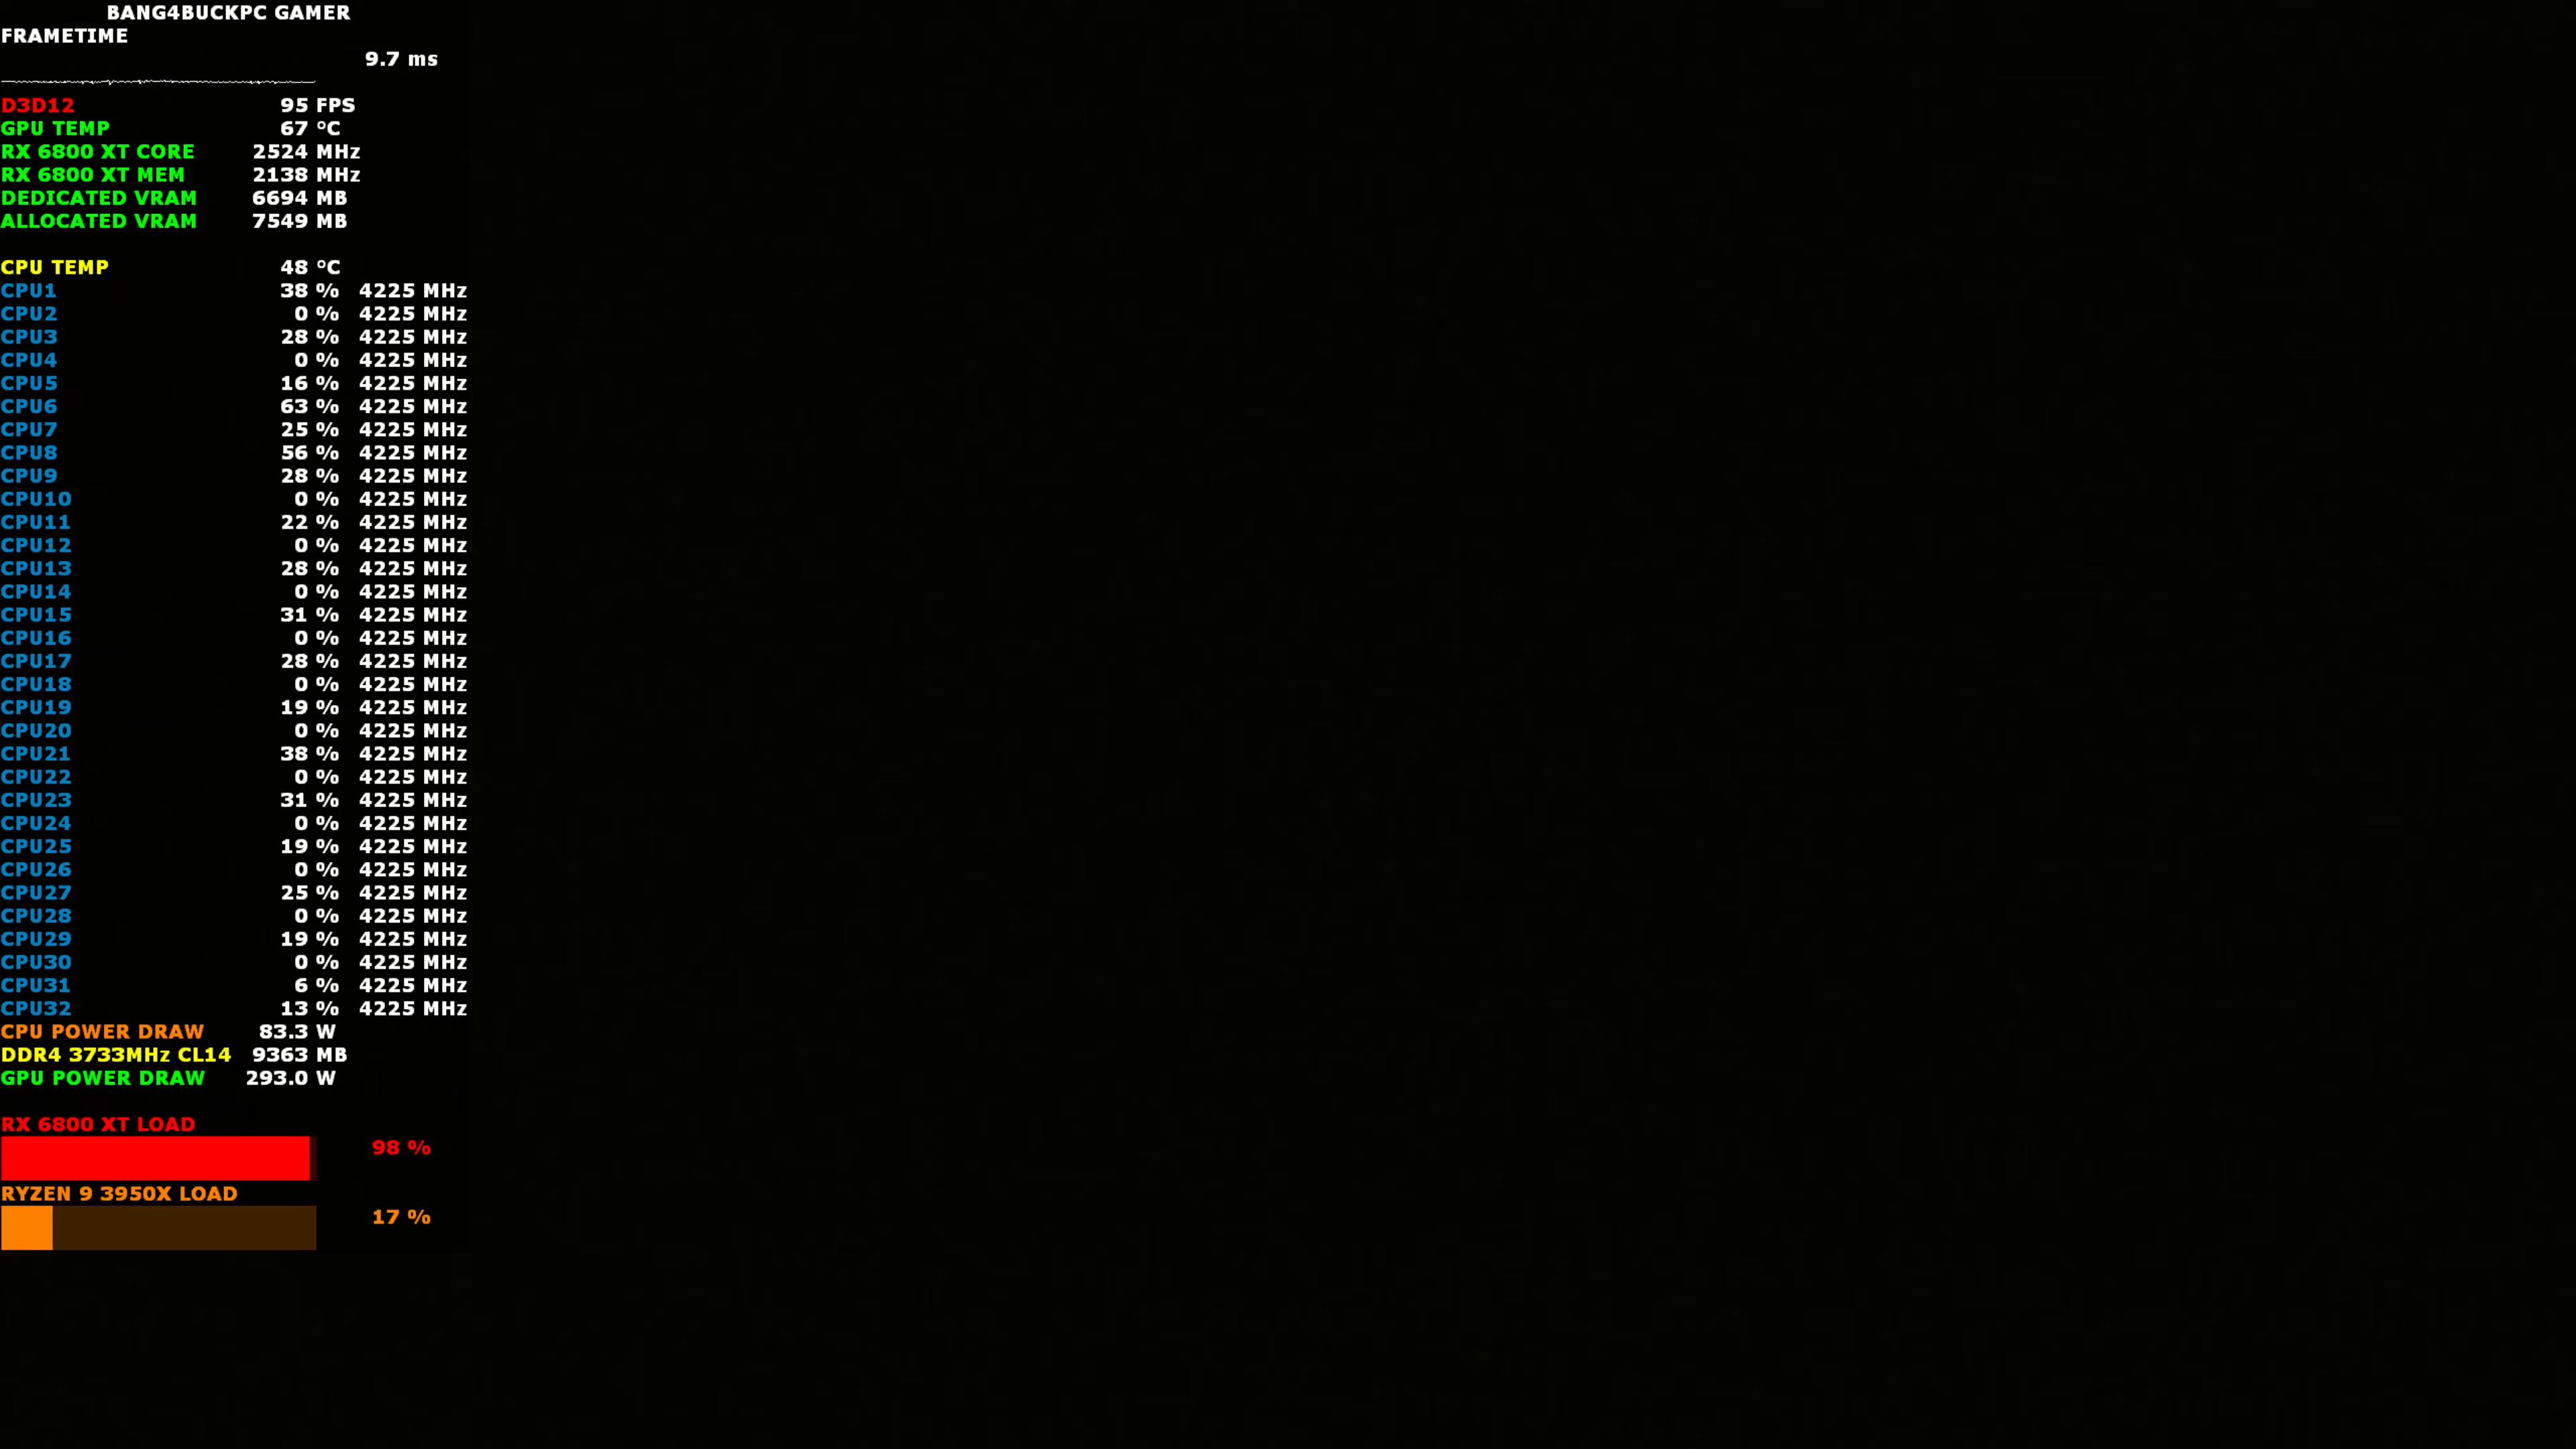 BANG4BUCKPC GAMER
FRAMETIME
9.7 ms
D3D12 95 FPS
GPU TEMP 67 °C
RX 6800 XT CORE 2524 MHz
RX 6800 XT MEM 2138 MHz
DEDICATED VRAM 6694 MB
ALLOCATED VRAM 7549 MB
CPU TEMP 48 °C
CPU1 38 % 4225 MHz
CPU2 0 % 4225 MHz
CPU3 28 % 4225 MHz
CPU4 0 % 4225 MHz
CPU5 16 % 4225 MHz
CPU6 63 % 4225 MHz
CPU7 25 % 4225 MHz
CPU8 56 % 4225 MHz
CPU9 28 % 4225 MHz
CPU10 0 % 4225 MHz
CPU11 22 % 4225 MHz
CPU12 0 % 4225 MHz
CPU13 28 % 4225 MHz
CPU14 0 % 4225 MHz
CPU15 31 % 4225 MHz
CPU16 0 % 4225 MHz
CPU17 28 % 4225 MHz
CPU18 0 % 4225 MHz
CPU19 19 % 4225 MHz
CPU20 0 % 4225 MHz
CPU21 38 % 4225 MHz
CPU22 0 % 4225 MHz
CPU23 31 % 4225 MHz
CPU24 0 % 4225 MHz
CPU25 19 % 4225 MHz
CPU26 0 % 4225 MHz
CPU27 25 % 4225 MHz
CPU28 0 % 4225 MHz
CPU29 19 % 4225 MHz
CPU30 0 % 4225 MHz
CPU31 6 % 4225 MHz
CPU32 13 % 4225 MHz
CPU POWER DRAW 83.3 W
DDR4 3733MHz CL14 9363 MB
GPU POWER DRAW 293.0 W
RX 6800 XT LOAD
98 %
RYZEN 9 3950X LOAD
17 %